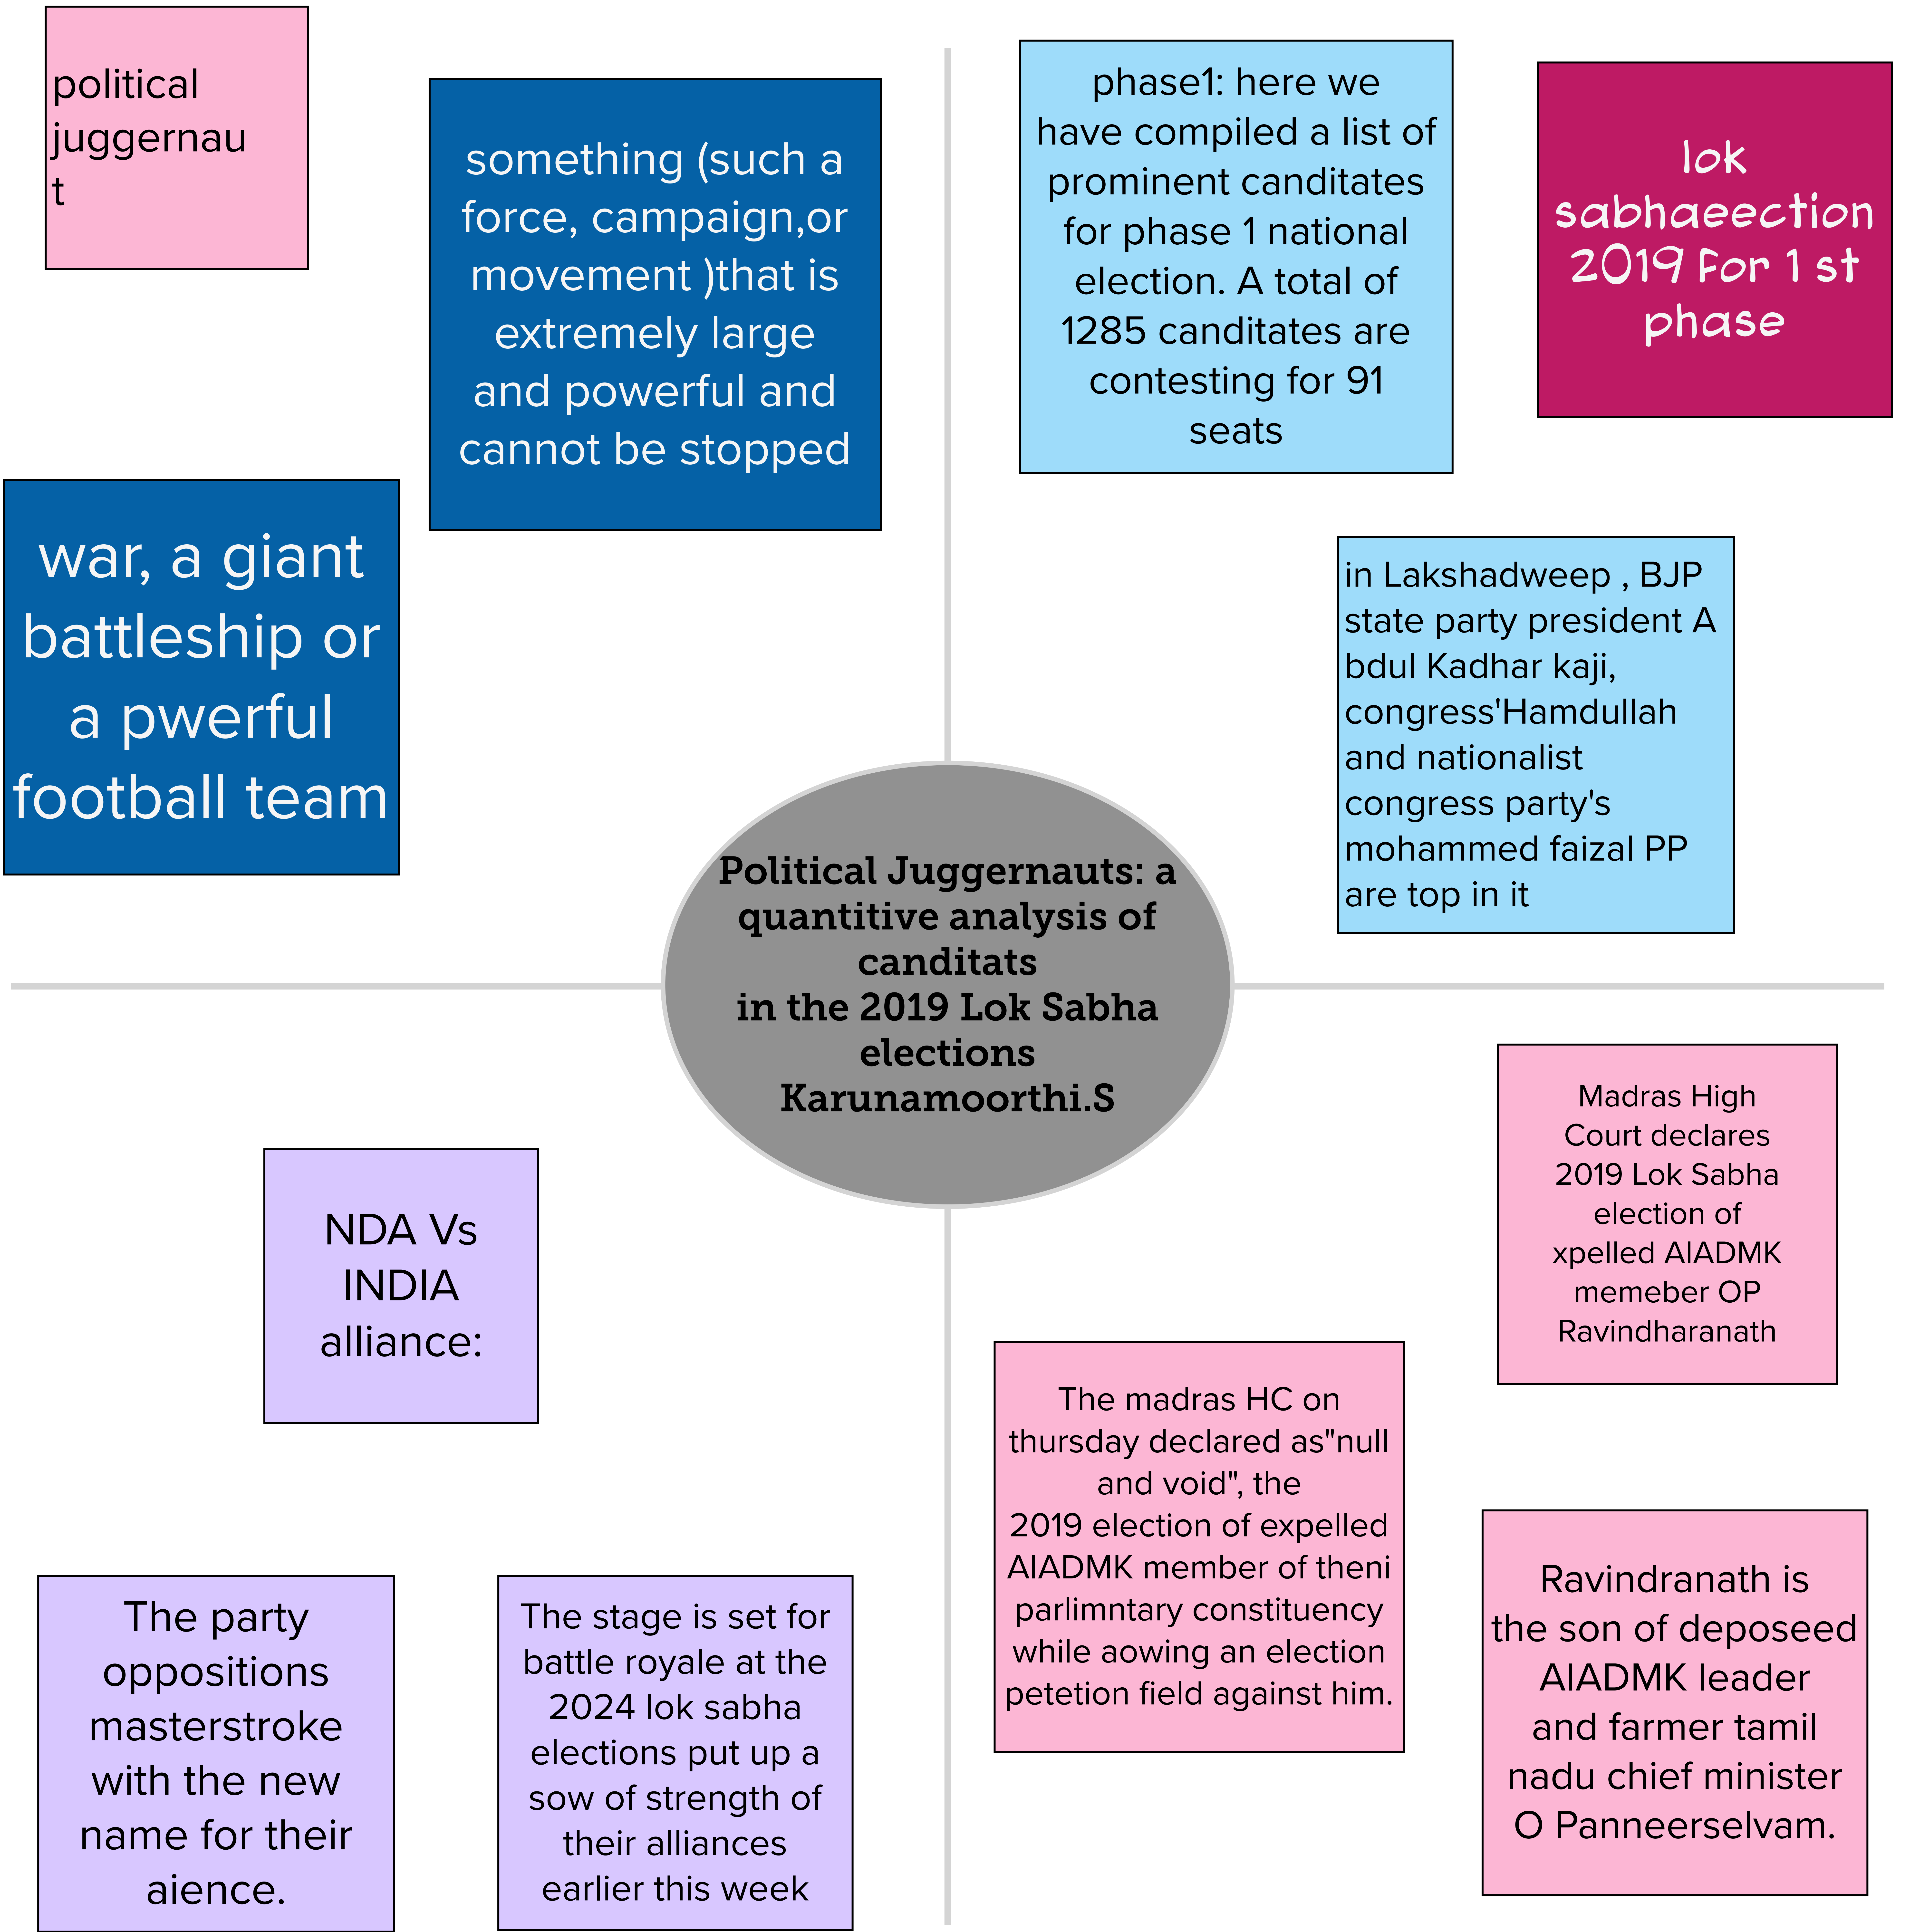 political
juggernau
t
something (such a
force, campaign,or
movement )that is
extremely large
and powerful and
cannot be stopped
war, a giant
battleship or
a pwerful
football team
phase1: here we
have compiled a list of
prominent canditates
for phase 1 national
election. A total of
1285 canditates are
contesting for 91
seats
lok
sabhaeection
2019 for 1 st
phase
in Lakshadweep , BJP
state party president A
bdul Kadhar kaji,
congress'Hamdullah
and nationalist
congress party's
mohammed faizal PP
are top in it
Political Juggernauts: a
quantitive analysis of
canditats
in the 2019 Lok Sabha
elections
Karunamoorthi.S
NDA Vs
INDIA
alliance:
The party
oppositions
masterstroke
with the new
name for their
aience.
The stage is set for
battle royale at the
2024 lok sabha
elections put up a
sow of strength of
their alliances
earlier this week
Madras High
Court declares
2019 Lok Sabha
election of
xpelled AIADMK
memeber OP
Ravindharanath
The madras HC on
thursday declared as"null
and void", the
2019 election of expelled
AIADMK member of theni
parlimntary constituency
while aowing an election
petetion field against him.
Ravindranath is
the son of deposeed
AIADMK leader
and farmer tamil
nadu chief minister
O Panneerselvam.